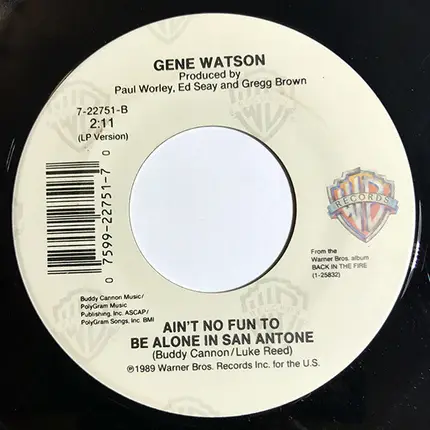 GENE WATSON
Produced by
Paul Worley, Ed Seay and Gregg Brown
7-22751-B
2:11
(LP Version)
0 7599-22751-7 0
WB
RECORDS
From the
Warner Bros. album
BACK IN THE FIRE
(1-25832)
Buddy Cannon Music/
PolyGram Music
Publishing, Inc. ASCAP/
PolyGram Songs, Inc. BMI
AIN'T NO FUN TO
BE ALONE IN SAN ANTONE
(Buddy Cannon/Luke Reed)
℗1989 Warner Bros. Records Inc. for the U.S.